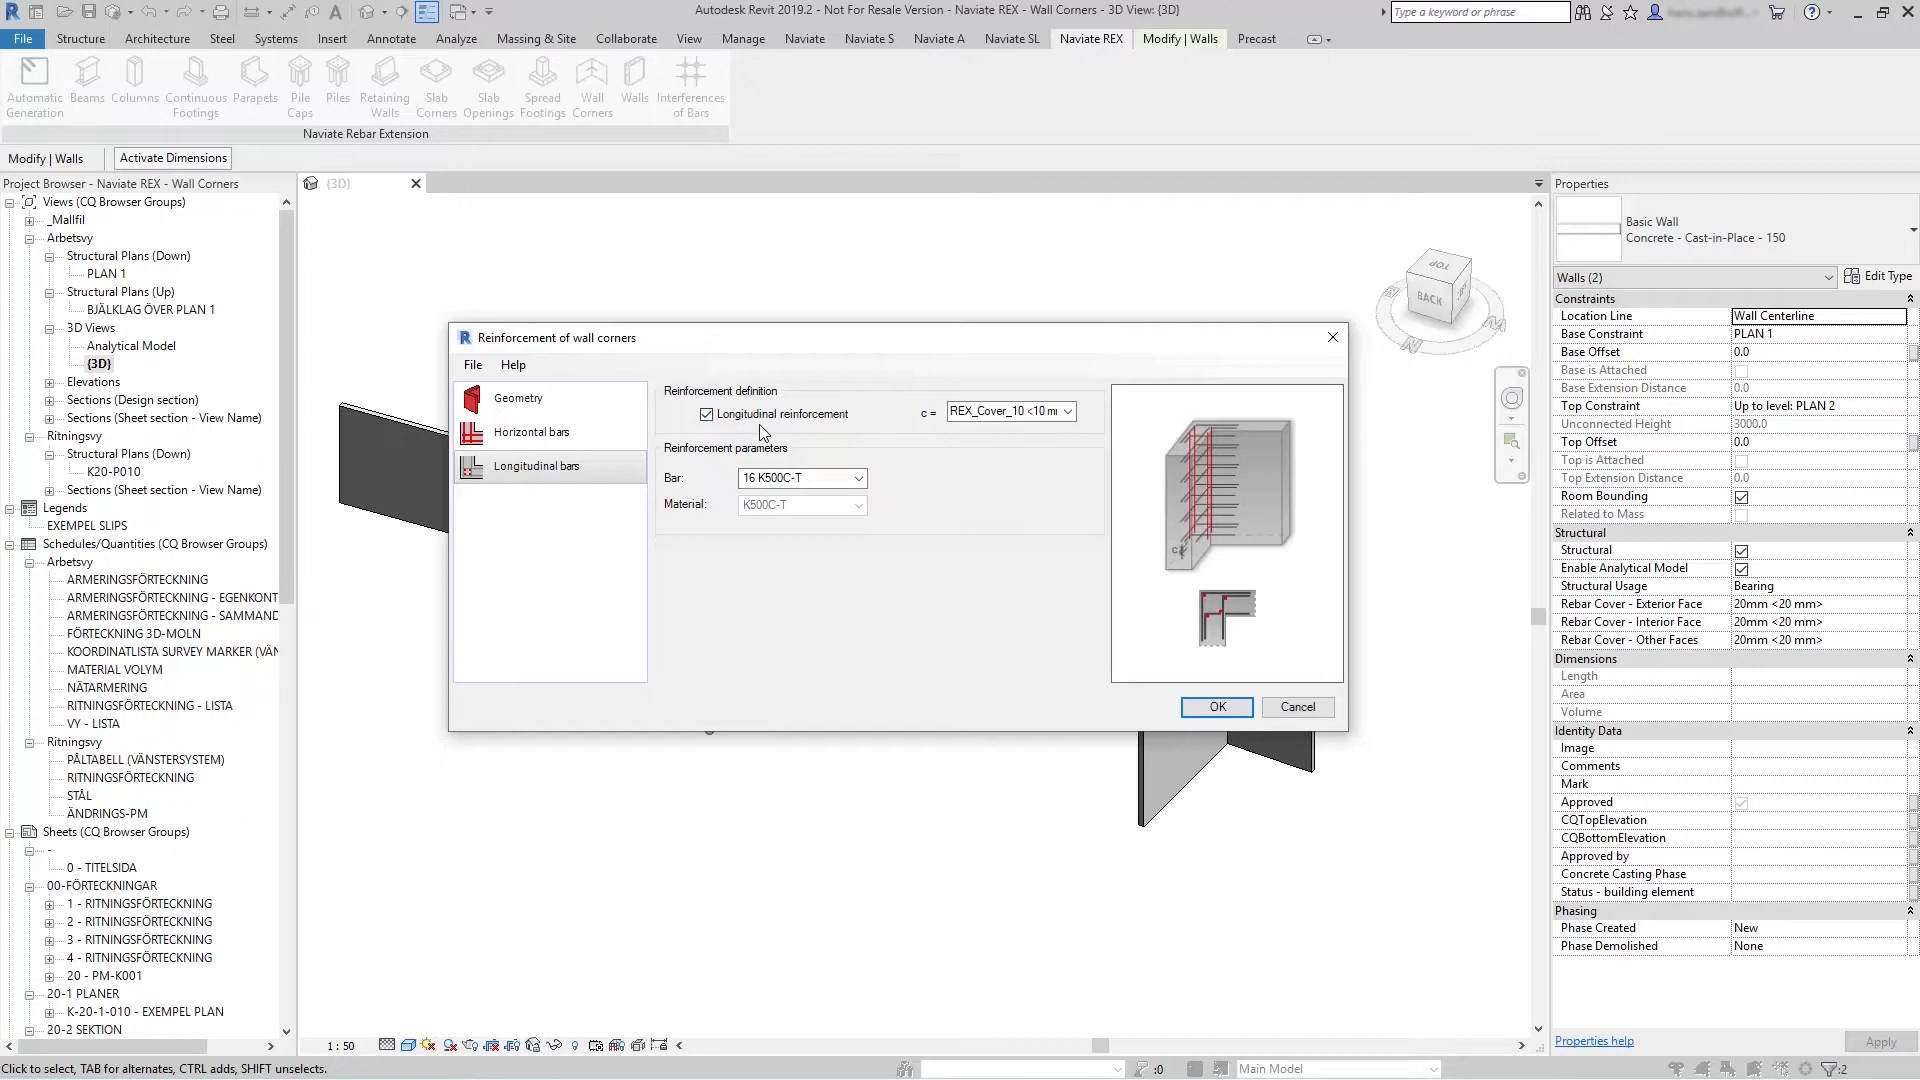 Autodesk Revit 2019.2 - Not For Resale Version - Naviate REX - Wall Corners - 3D View: {3D}
Type a keyword or phrase
File Structure Architecture Steel Systems Insert Annotate Analyze Massing & Site Collaborate View Manage Naviate Naviate S Naviate A Naviate SL Naviate REX Modify | Walls Precast
Automatic Generation
Beams
Columns
Continuous Footings
Parapets
Pile Caps
Piles
Retaining Walls
Slab Corners
Slab Openings
Spread Footings
Wall Corners
Walls
Interferences of Bars
Naviate Rebar Extension
Modify | Walls
Activate Dimensions
Project Browser - Naviate REX - Wall Corners
Views (CQ Browser Groups)
_Mallfil
Arbetsvy
Structural Plans (Down)
PLAN 1
Structural Plans (Up)
BJÄLKLAG ÖVER PLAN 1
3D Views
Analytical Model
{3D}
Elevations
Sections (Design section)
Sections (Sheet section - View Name)
Ritningsvy
Structural Plans (Down)
K20-P010
Sections (Sheet section - View Name)
Legends
EXEMPEL SLIPS
Schedules/Quantities (CQ Browser Groups)
Arbetsvy
ARMERINGSFÖRTECKNING
ARMERINGSFÖRTECKNING - EGENKONT
ARMERINGSFÖRTECKNING - SAMMAND
FÖRTECKNING 3D-MOLN
KOORDINATLISTA SURVEY MARKER (VÄN
MATERIAL VOLYM
NÄTARMERING
RITNINGSFÖRTECKNING - LISTA
VY - LISTA
Ritningsvy
PÅLTABELL (VÄNSTERSYSTEM)
RITNINGSFÖRTECKNING
STÅL
ÄNDRINGS-PM
Sheets (CQ Browser Groups)
-
0 - TITELSIDA
00-FÖRTECKNINGAR
1 - RITNINGSFÖRTECKNING
2 - RITNINGSFÖRTECKNING
3 - RITNINGSFÖRTECKNING
4 - RITNINGSFÖRTECKNING
20 - PM-K001
20-1 PLANER
K-20-1-010 - EXEMPEL PLAN
20-2 SEKTION
{3D}
TOP
BACK
Reinforcement of wall corners
File Help
Geometry
Horizontal bars
Longitudinal bars
Reinforcement definition
Longitudinal reinforcement
c = REX_Cover_10 <10 m
Reinforcement parameters
Bar: 16 K500C-T
Material: K500C-T
c
OK Cancel
Properties
Basic Wall
Concrete - Cast-in-Place - 150
Walls (2) Edit Type
Constraints
Location Line Wall Centerline
Base Constraint PLAN 1
Base Offset 0.0
Base is Attached
Base Extension Distance 0.0
Top Constraint Up to level: PLAN 2
Unconnected Height 3000.0
Top Offset 0.0
Top is Attached
Top Extension Distance 0.0
Room Bounding
Related to Mass
Structural
Structural
Enable Analytical Model
Structural Usage Bearing
Rebar Cover - Exterior Face 20mm <20 mm>
Rebar Cover - Interior Face 20mm <20 mm>
Rebar Cover - Other Faces 20mm <20 mm>
Dimensions
Length
Area
Volume
Identity Data
Image
Comments
Mark
Approved
CQTopElevation
CQBottomElevation
Approved by
Concrete Casting Phase
Status - building element
Phasing
Phase Created New
Phase Demolished None
Properties help
Apply
1 : 50
Click to select, TAB for alternates, CTRL adds, SHIFT unselects.
:0
Main Model
:2